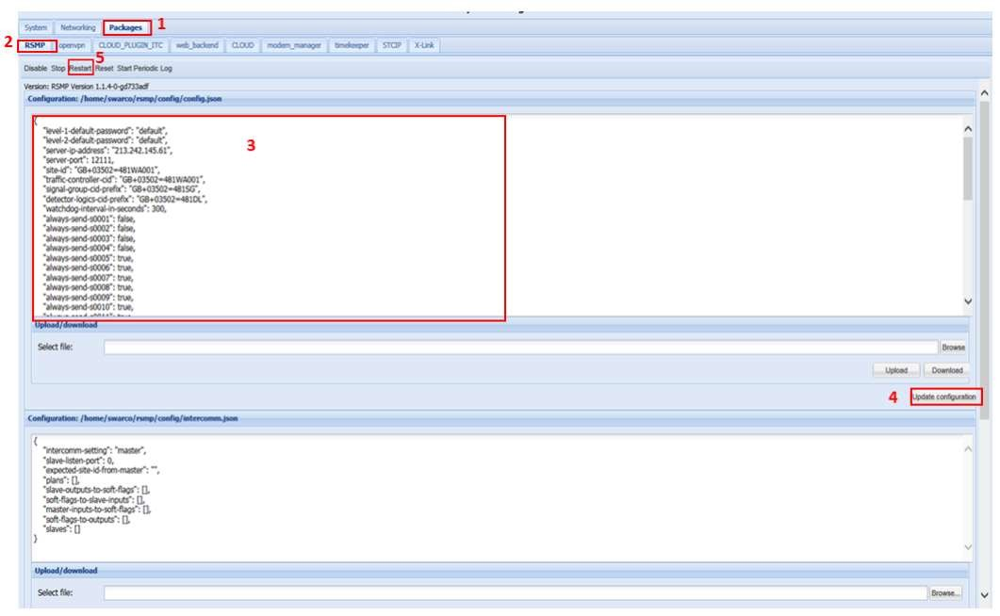 System Networking Packages 1
2 RSMP openvpn CLOUD_PLUGIN_ITC web_backend CLOUD modem_manager timekeeper STCIP X-Link
5
Disable Stop Restart Reset Start Periodic Log
Version: RSMP Version 1.1.4-0-gd733adf
Configuration: /home/swarco/rsmp/config/config.json
{
"level-1-default-password": "default",
"level-2-default-password": "default",
3
"server-ip-address": "213.242.145.61",
"server-port": 12111,
"site-id": "GB+03502=481WA001",
"traffic-controller-cid": "GB+03502=481WA001",
"signal-group-cid-prefix": "GB+03502=481SG",
"detector-logics-cid-prefix": "GB+03502=481DL",
"watchdog-interval-in-seconds": 300,
"always-send-s0001": false,
"always-send-s0002": false,
"always-send-s0003": false,
"always-send-s0004": false,
"always-send-s0005": true,
"always-send-s0006": true,
"always-send-s0007": true,
"always-send-s0008": true,
"always-send-s0009": true,
"always-send-s0010": true,
Upload/download
Select file: Browse
Upload Download
4 Update configuration
Configuration: /home/swarco/rsmp/config/intercomm.json
{
"intercomm-setting": "master",
"slave-listen-port": 0,
"expected-site-id-from-master": "",
"plans": [],
"slave-outputs-to-soft-flags": [],
"soft-flags-to-slave-inputs": [],
"master-inputs-to-soft-flags": [],
"soft-flags-to-outputs": [],
"slaves": []
}
Upload/download
Select file: Browse...